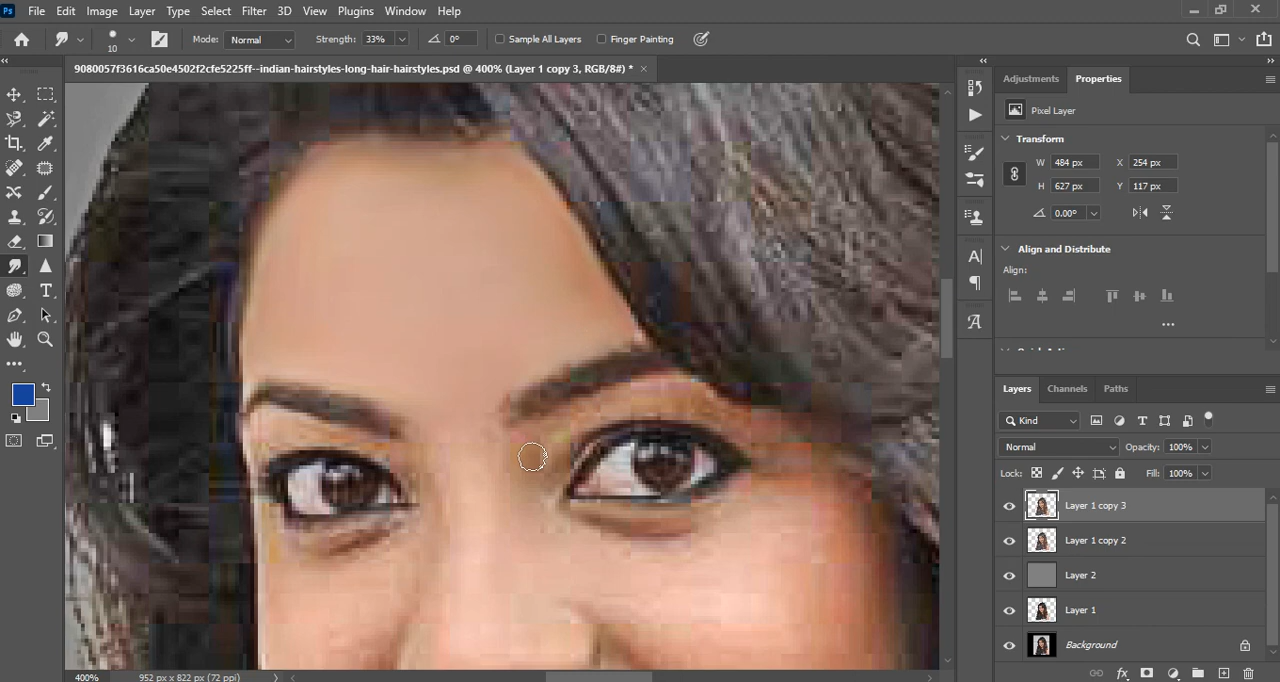 Ps File Edit Image Layer Type Select Filter 3D View Plugins Window Help
10 Mode: Normal Strength: 33% 0° Sample All Layers Finger Painting
9080057f3616ca50e4502f2cfe5225ff--indian-hairstyles-long-hair-hairstyles.psd @ 400% (Layer 1 copy 3, RGB/8#) * ×
Adjustments Properties
Pixel Layer
Transform
W 484 px X 254 px
H 627 px Y 117 px
0.00°
Align and Distribute
Align:
Layers Channels Paths
Kind
Normal Opacity: 100%
Lock: Fill: 100%
Layer 1 copy 3
Layer 1 copy 2
Layer 2
Layer 1
Background
400% 952 px x 822 px (72 ppi)